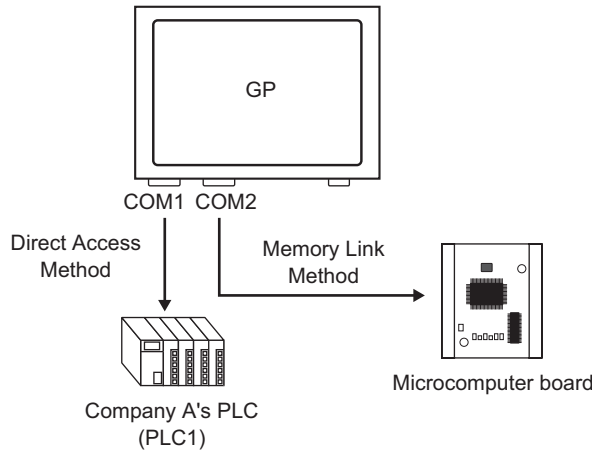 GP
COM1 COM2
Direct Access
Method
Memory Link
Method
Microcomputer board
Company A's PLC
(PLC1)